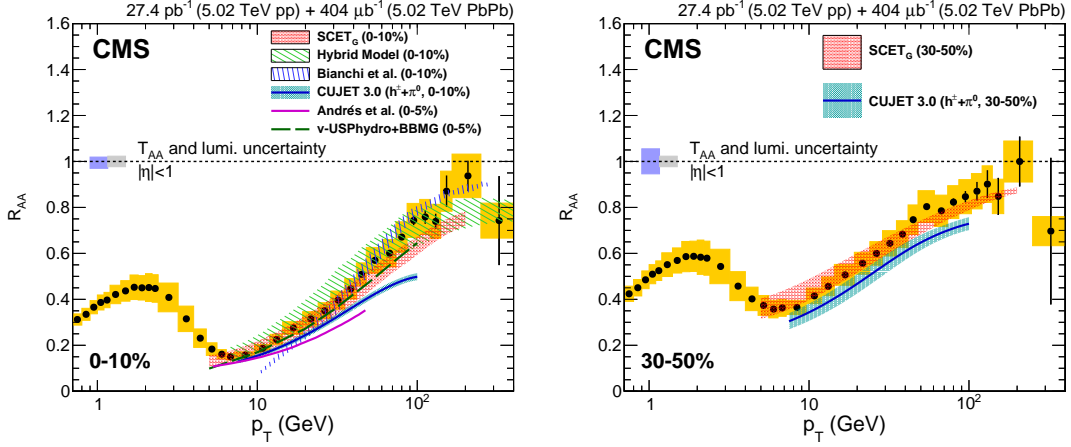 27.4 pb⁻¹ (5.02 TeV pp) + 404 μb⁻¹ (5.02 TeV PbPb)
CMS
SCET_G (0-10%)
Hybrid Model (0-10%)
Bianchi et al. (0-10%)
CUJET 3.0 (h±+π⁰, 0-10%)
Andrés et al. (0-5%)
v-USPhydro+BBMG (0-5%)
T_AA and lumi. uncertainty
|η|<1
0-10%
R_AA
1.6
1.4
1.2
1
0.8
0.6
0.4
0.2
0
1
10
10²
p_T (GeV)
27.4 pb⁻¹ (5.02 TeV pp) + 404 μb⁻¹ (5.02 TeV PbPb)
CMS
SCET_G (30-50%)
CUJET 3.0 (h±+π⁰, 30-50%)
T_AA and lumi. uncertainty
|η|<1
30-50%
R_AA
1.6
1.4
1.2
1
0.8
0.6
0.4
0.2
0
1
10
10²
p_T (GeV)